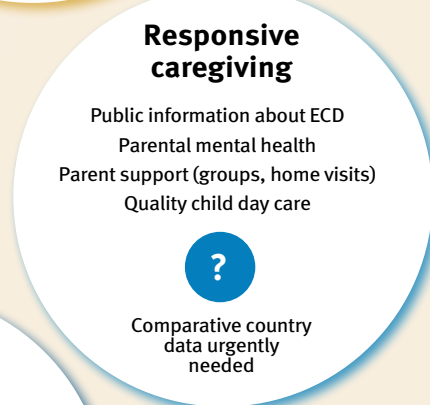 Responsive
caregiving
Public information about ECD
Parental mental health
Parent support (groups, home visits)
Quality child day care
?
Comparative country
data urgently
needed